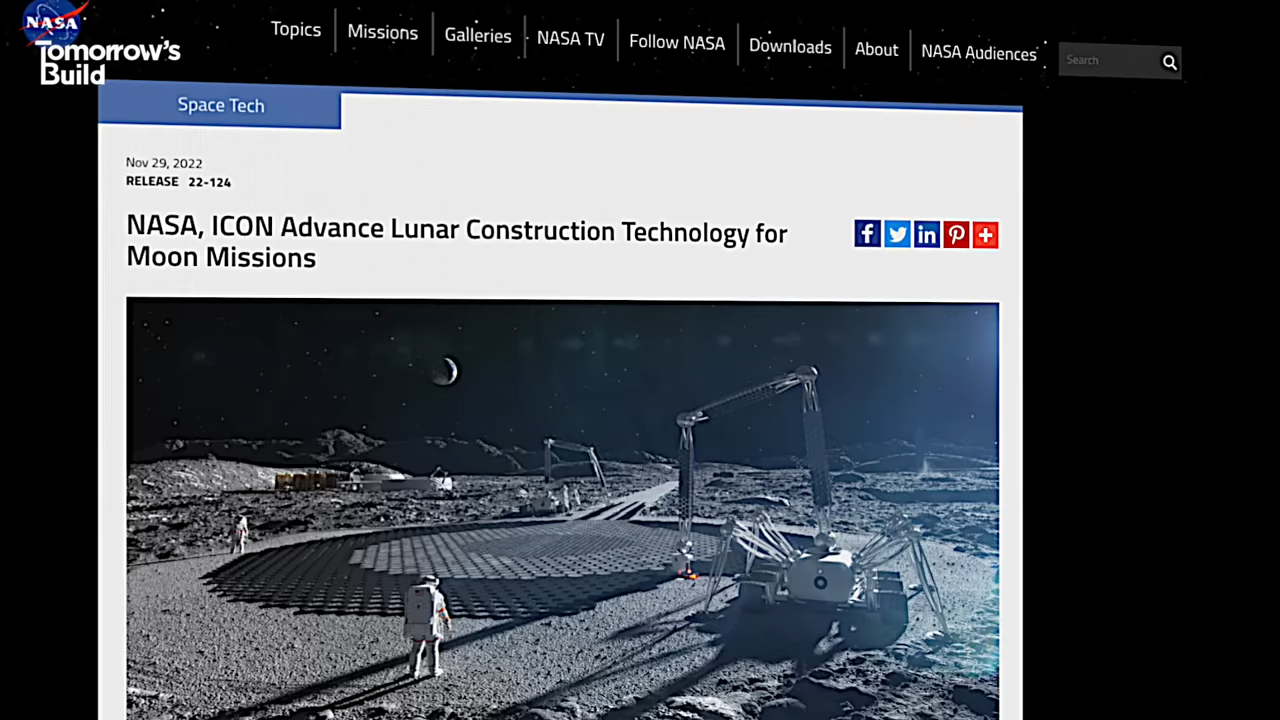 NASA
Tomorrow's
Build
Topics
Missions
Galleries
NASA TV
Follow NASA
Downloads
About
NASA Audiences
Search
Space Tech
Nov 29, 2022
RELEASE 22-124
NASA, ICON Advance Lunar Construction Technology for
Moon Missions